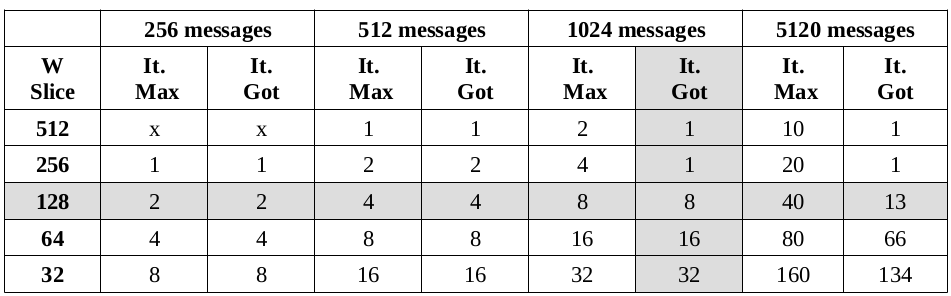 256 messages 512 messages 1024 messages 5120 messages
W Slice It. Max It. Got It. Max It. Got It. Max It. Got It. Max It. Got
512 x x 1 1 2 1 10 1
256 1 1 2 2 4 1 20 1
128 2 2 4 4 8 8 40 13
64 4 4 8 8 16 16 80 66
32 8 8 16 16 32 32 160 134